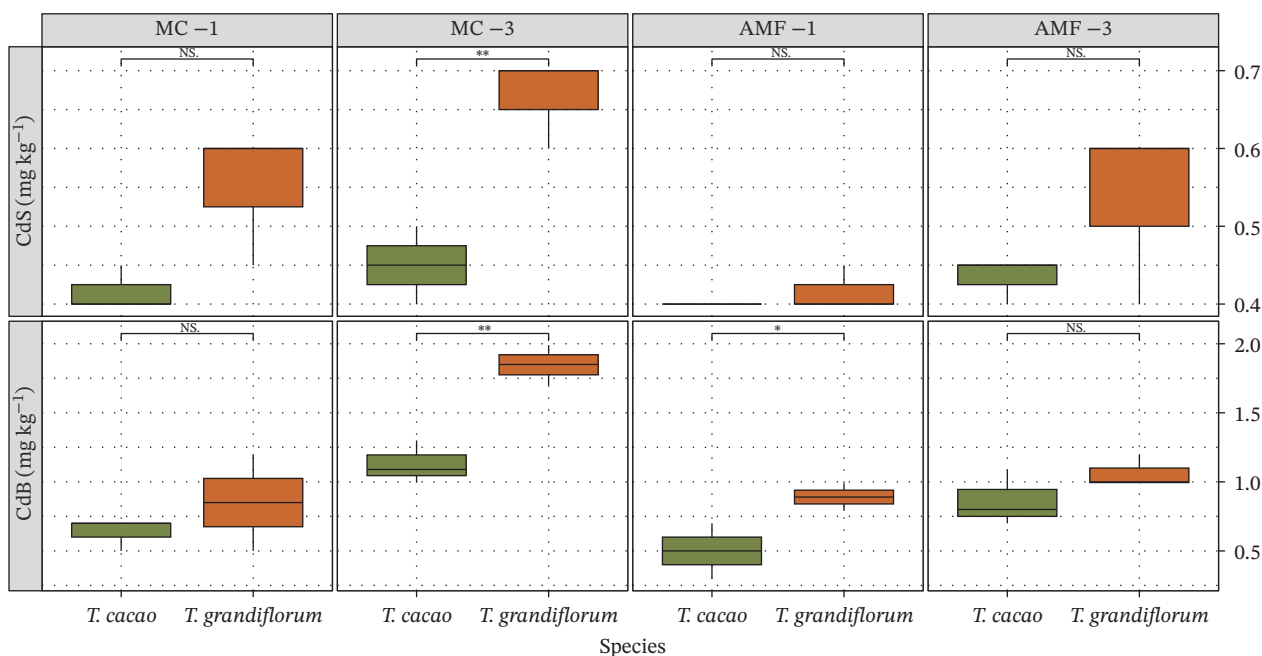 MC −1 MC −3 AMF −1 AMF −3
NS. ** NS. NS.
CdS (mg kg⁻¹)
0.7
0.6
0.5
0.4
NS. ** * NS.
CdB (mg kg⁻¹)
2.0
1.5
1.0
0.5
T. cacao T. grandiflorum T. cacao T. grandiflorum T. cacao T. grandiflorum T. cacao T. grandiflorum
Species